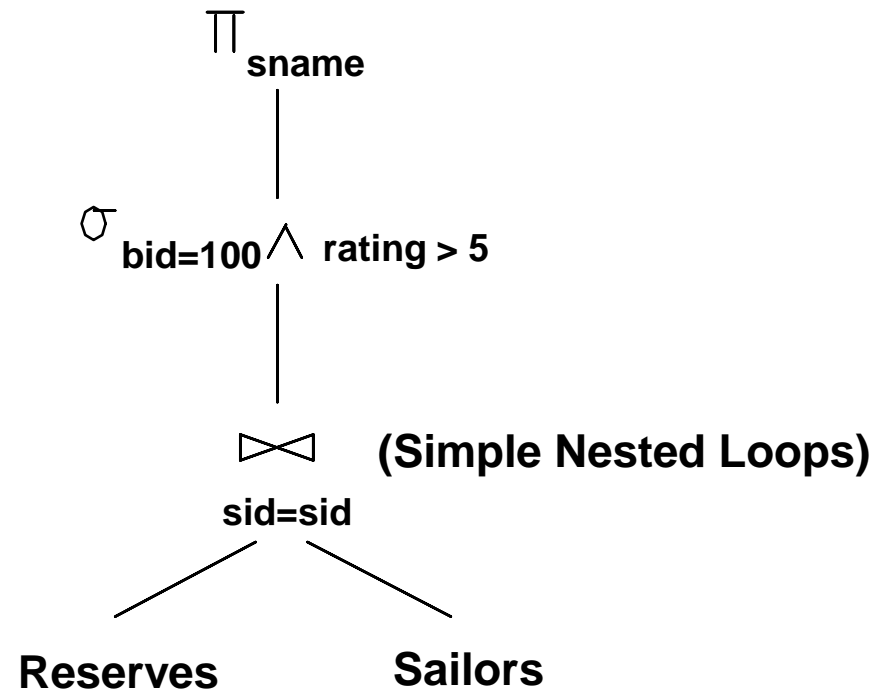 π sname
σ bid=100 ∧ rating > 5
⋈ (Simple Nested Loops)
sid=sid
Reserves Sailors